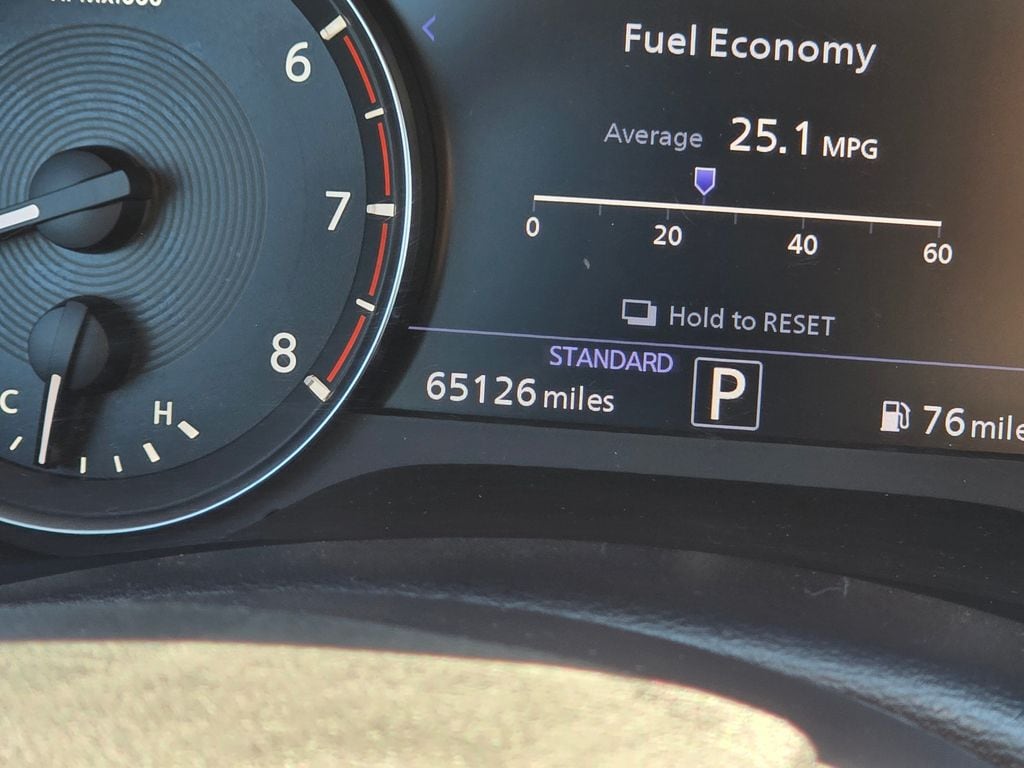 6
7
8
C
H
Fuel Economy
Average 25.1 MPG
0 20 40 60
Hold to RESET
STANDARD
65126 miles
P
76 mile